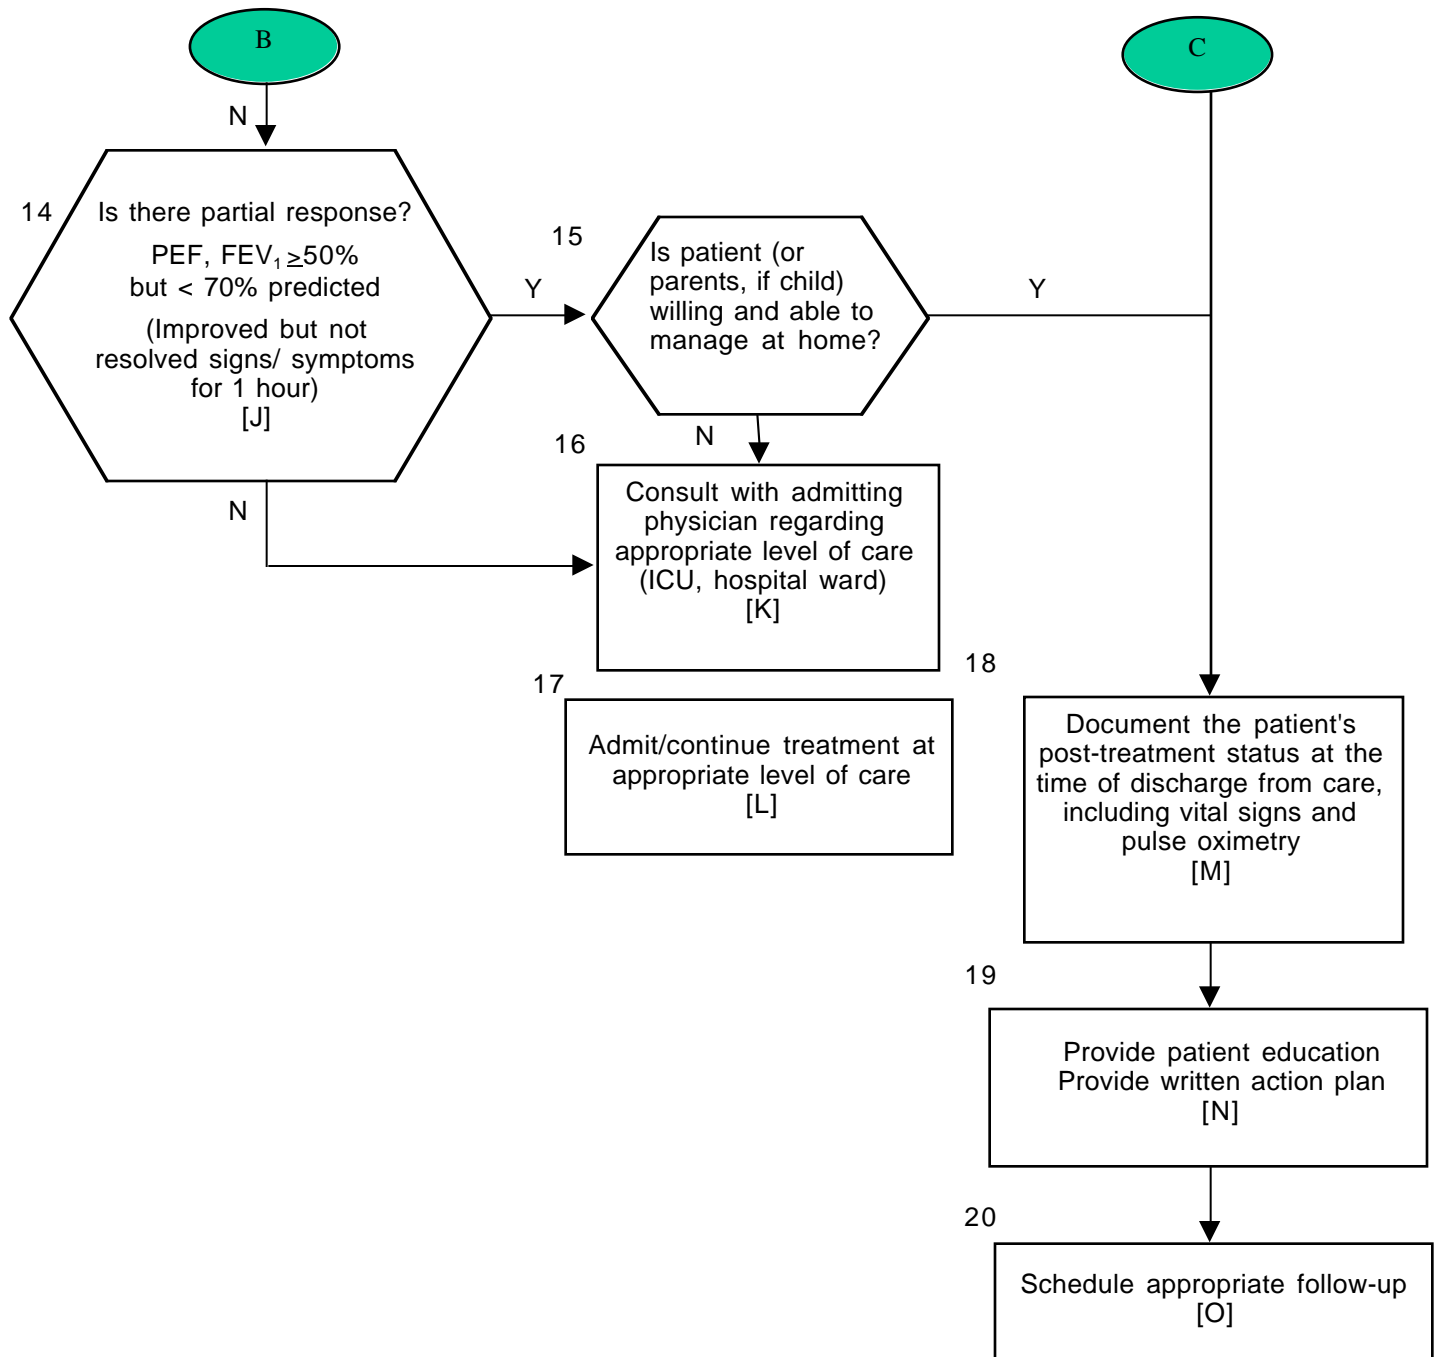 B
C
N
14
Is there partial response?
PEF, FEV₁ ≥50%
but < 70% predicted
(Improved but not
resolved signs/ symptoms
for 1 hour)
[J]
Y
15
Is patient (or
parents, if child)
willing and able to
manage at home?
Y
N
N
16
Consult with admitting
physician regarding
appropriate level of care
(ICU, hospital ward)
[K]
17
Admit/continue treatment at
appropriate level of care
[L]
18
Document the patient's
post-treatment status at the
time of discharge from care,
including vital signs and
pulse oximetry
[M]
19
Provide patient education
Provide written action plan
[N]
20
Schedule appropriate follow-up
[O]